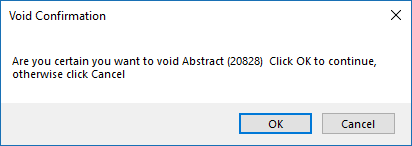 Void Confirmation
Are you certain you want to void Abstract (20828)  Click OK to continue,
otherwise click Cancel
OK
Cancel